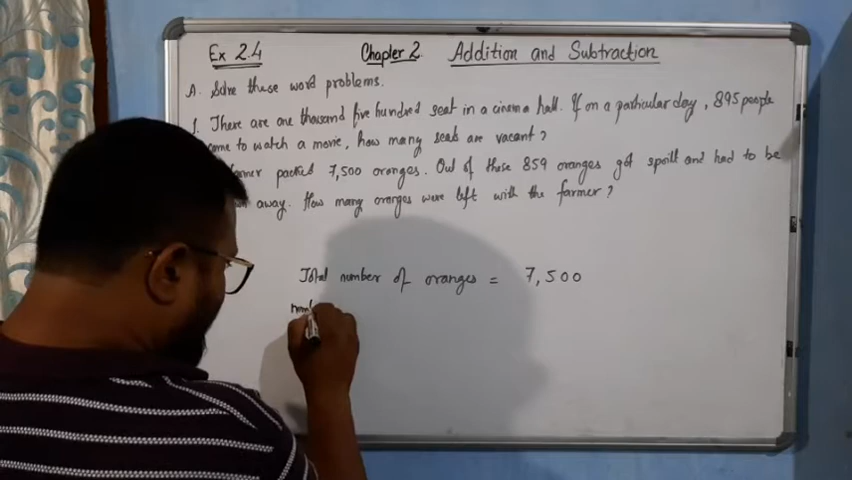 Ex 2.4 Chapter 2 Addition and Subtraction
A. Solve these word problems.
1. There are one thousand five hundred seat in a cinema hall. If on a particular day, 895 people
came to watch a movie, how many seats are vacant?
packed 7,500 oranges. Out of these 859 oranges got spoilt and had to be
away. How many oranges were left with the farmer?
Total number of oranges = 7,500